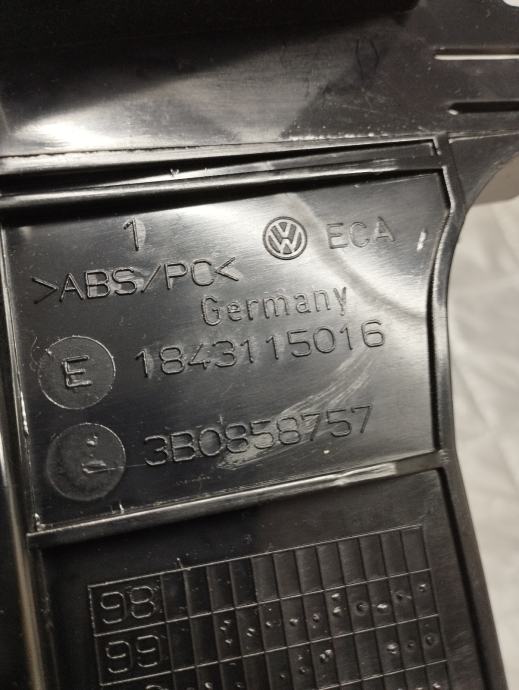 1 VW ECA
>ABS/PC<
Germany
E 1843115016
3B0858757
98
99